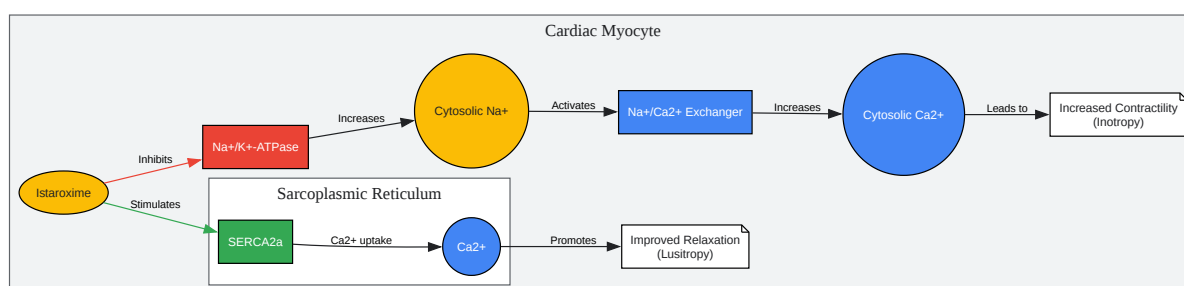 Cardiac Myocyte
Cytosolic Na+
Activates
Na+/Ca2+ Exchanger
Increases
Cytosolic Ca2+
Leads to
Increased Contractility
(Inotropy)
Increases
Na+/K+-ATPase
Inhibits
Istaroxime
Stimulates
Sarcoplasmic Reticulum
SERCA2a
Ca2+ uptake
Ca2+
Promotes
Improved Relaxation
(Lusitropy)